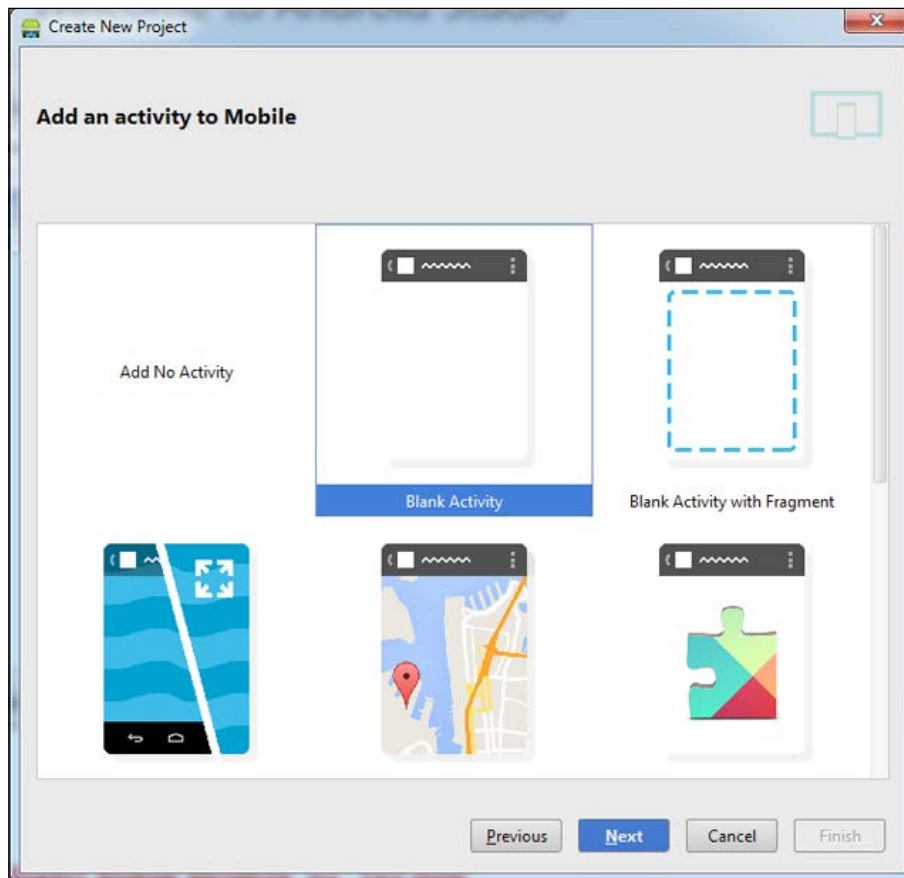 Create New Project
Add an activity to Mobile
Add No Activity
Blank Activity
Blank Activity with Fragment
Previous
Next
Cancel
Finish